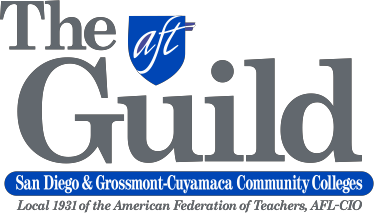 The
aft
Guild
San Diego & Grossmont-Cuyamaca Community Colleges
Local 1931 of the American Federation of Teachers, AFL-CIO